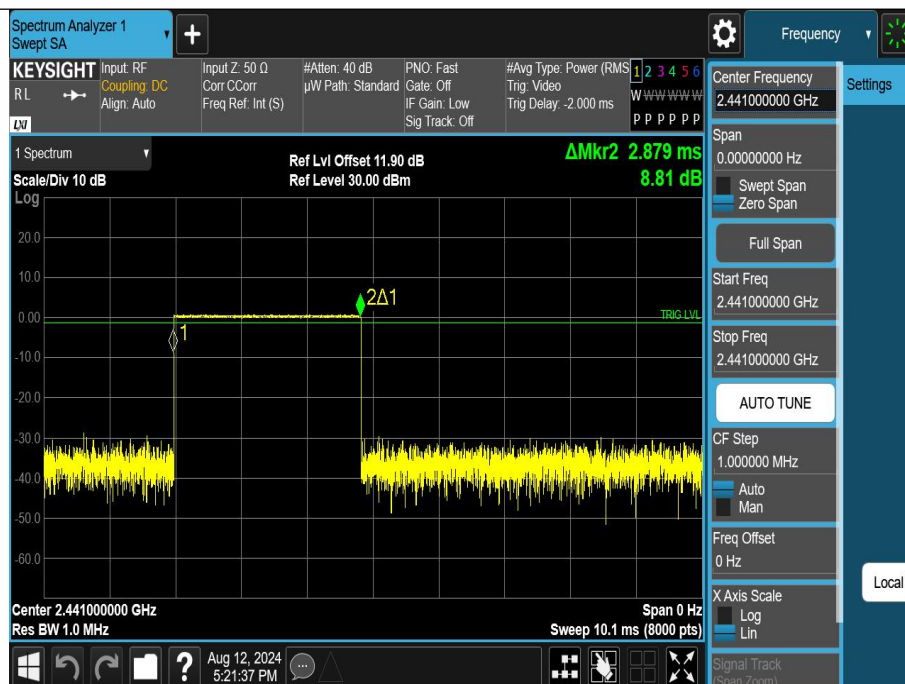 Spectrum Analyzer 1
Swept SA
Frequency
KEYSIGHT
R L
LXI
Input: RF
Coupling: DC
Align: Auto
Input Z: 50 Ω
Corr CCorr
Freq Ref: Int (S)
#Atten: 40 dB
µW Path: Standard
PNO: Fast
Gate: Off
IF Gain: Low
Sig Track: Off
#Avg Type: Power (RMS
Trig: Video
Trig Delay: -2.000 ms
1 2 3 4 5 6
W W W W W W
P P P P P P
1 Spectrum
Scale/Div 10 dB
Ref Lvl Offset 11.90 dB
Ref Level 30.00 dBm
ΔMkr2 2.879 ms
8.81 dB
Log
20.0
10.0
0.00
-10.0
-20.0
-30.0
-40.0
-50.0
-60.0
2Δ1
1
TRIG LVL
Center 2.441000000 GHz
Res BW 1.0 MHz
Span 0 Hz
Sweep 10.1 ms (8000 pts)
Center Frequency
2.441000000 GHz
Span
0.00000000 Hz
Swept Span
Zero Span
Full Span
Start Freq
2.441000000 GHz
Stop Freq
2.441000000 GHz
AUTO TUNE
CF Step
1.000000 MHz
Auto
Man
Freq Offset
0 Hz
X Axis Scale
Log
Lin
Signal Track
(Span Zoom)
Settings
Local
?
Aug 12, 2024
5:21:37 PM